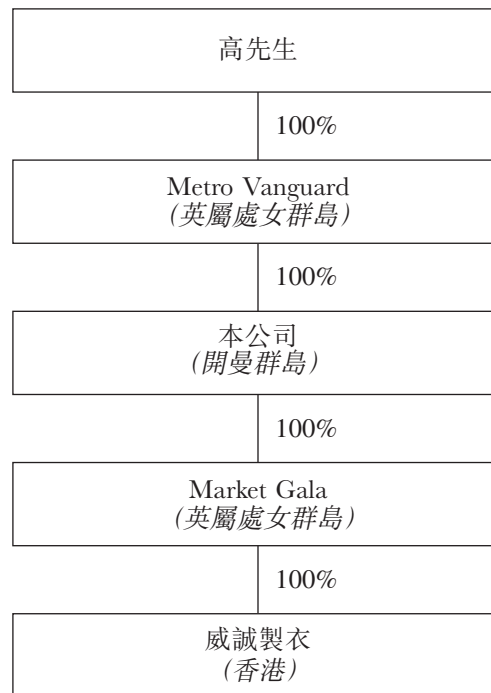 高先生
100%
Metro Vanguard
(英屬處女群島)
100%
本公司
(開曼群島)
100%
Market Gala
(英屬處女群島)
100%
威誠製衣
(香港)